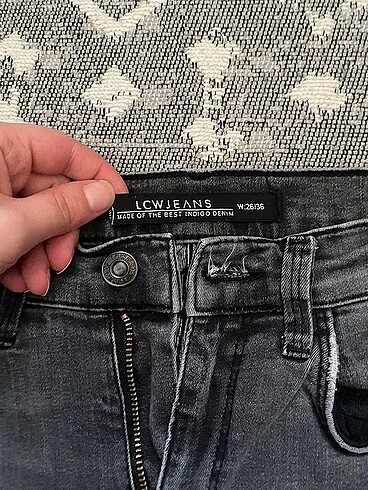 LCWJEANS W:26/36
MADE OF THE BEST INDIGO DENIM